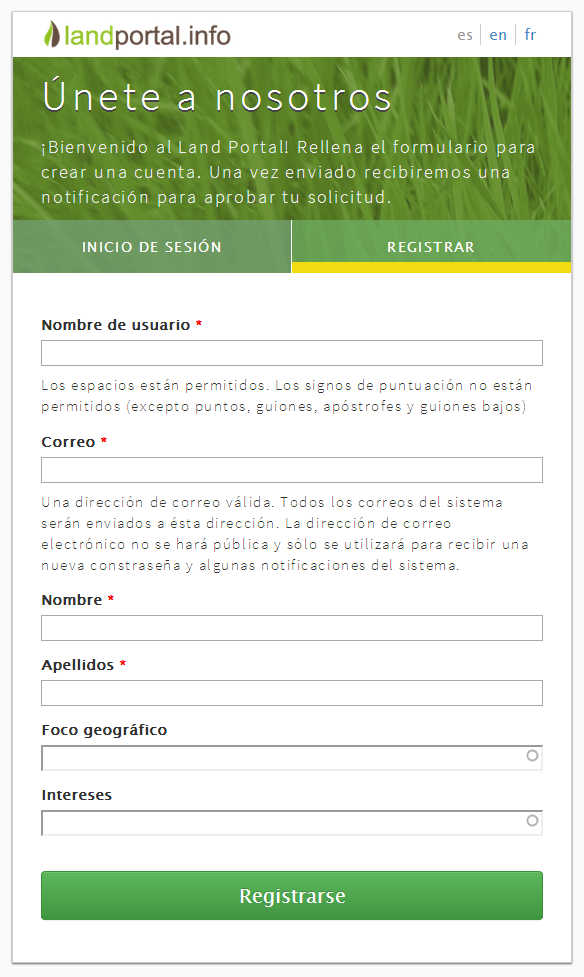 landportal.info
es en fr
Únete a nosotros
¡Bienvenido al Land Portal! Rellena el formulario para
crear una cuenta. Una vez enviado recibiremos una
notificación para aprobar tu solicitud.
INICIO DE SESIÓN
REGISTRAR
Nombre de usuario *
Los espacios están permitidos. Los signos de puntuación no están
permitidos (excepto puntos, guiones, apóstrofes y guiones bajos)
Correo *
Una dirección de correo válida. Todos los correos del sistema
serán enviados a ésta dirección. La dirección de correo
electrónico no se hará pública y sólo se utilizará para recibir una
nueva constraseña y algunas notificaciones del sistema.
Nombre *
Apellidos *
Foco geográfico
Intereses
Registrarse